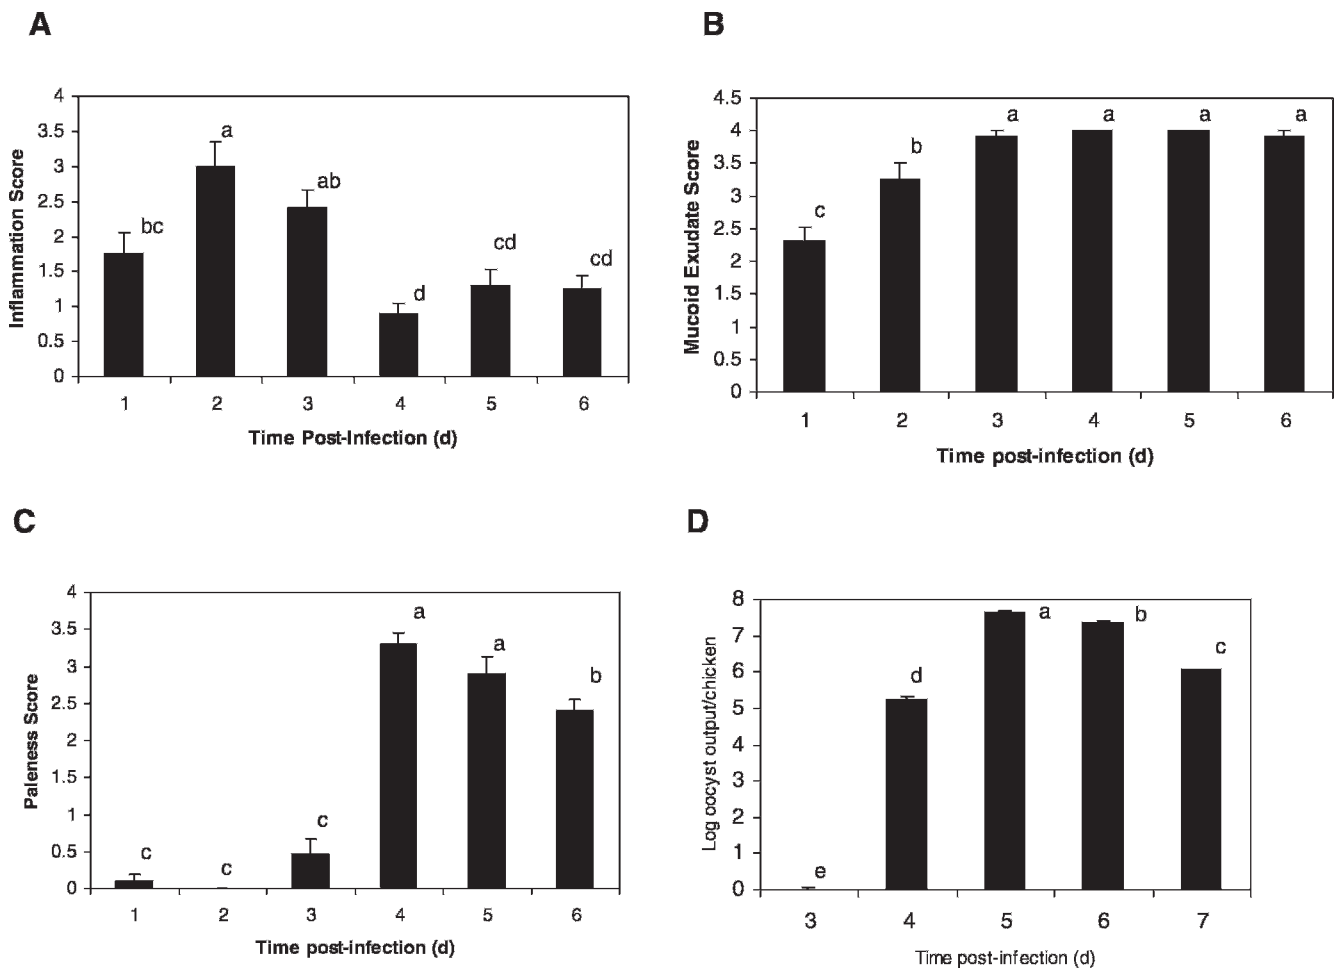 A
4
3.5
3
2.5
2
1.5
1
0.5
0
Inflammation Score
bc
a
ab
d
cd
cd
1 2 3 4 5 6
Time Post-Infection (d)
B
4.5
4
3.5
3
2.5
2
1.5
1
0.5
0
Mucoid Exudate Score
c
b
a
a
a
a
1 2 3 4 5 6
Time post-infection (d)
C
4
3.5
3
2.5
2
1.5
1
0.5
0
Paleness Score
c
c
c
a
a
b
1 2 3 4 5 6
Time post-infection (d)
D
8
7
6
5
4
3
2
1
0
Log oocyst output/chicken
e
d
a
b
c
3 4 5 6 7
Time post-infection (d)